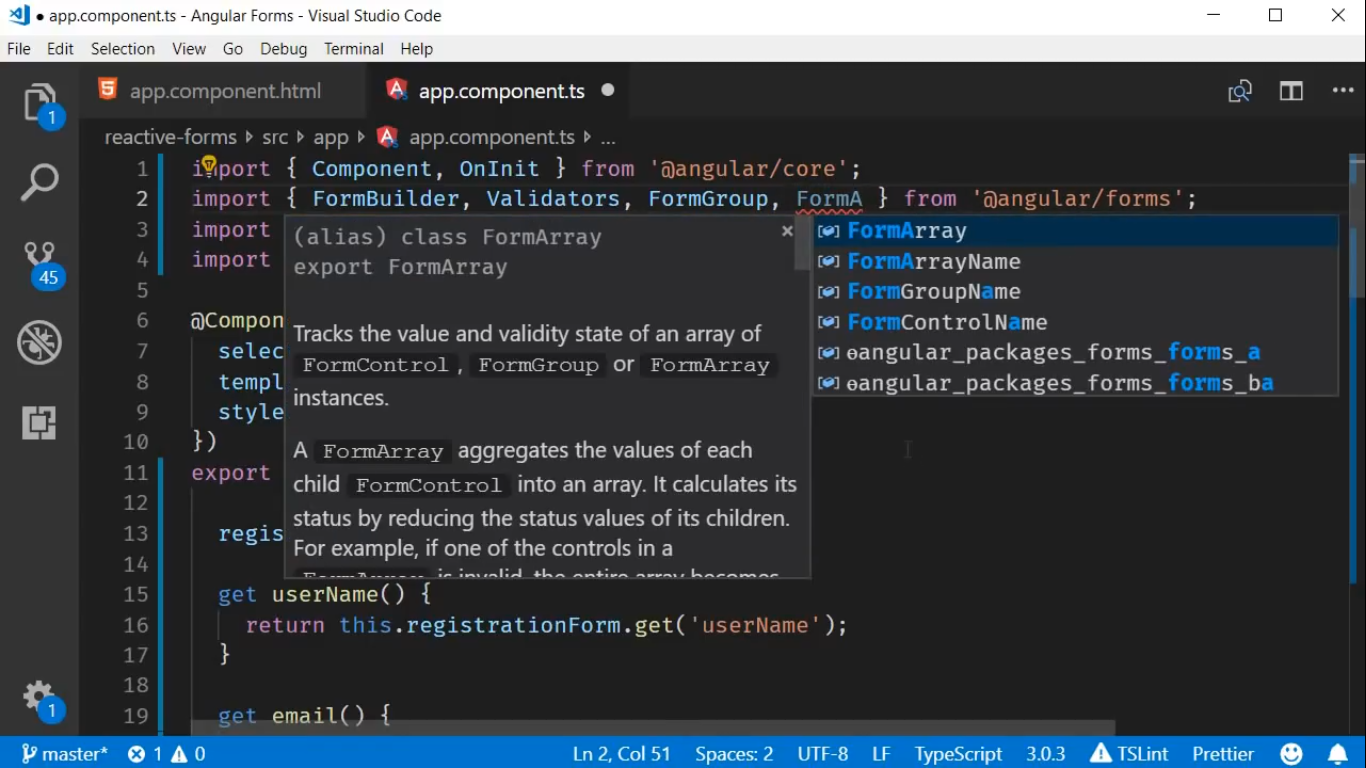 ● app.component.ts - Angular Forms - Visual Studio Code
File Edit Selection View Go Debug Terminal Help
app.component.html
app.component.ts ●
reactive-forms ▸ src ▸ app ▸ app.component.ts ▸ ...
1
45
1
1 import { Component, OnInit } from '@angular/core';
2 import { FormBuilder, Validators, FormGroup, FormA } from '@angular/forms';
3 import
4 import
5
6 @Compon
7 selec
8 templ
9 style
10 })
11 export
12
13 regis
14
15 get userName() {
16 return this.registrationForm.get('userName');
17 }
18
19 get email() {
(alias) class FormArray
export FormArray
Tracks the value and validity state of an array of
FormControl , FormGroup or FormArray
instances.
A FormArray aggregates the values of each
child FormControl into an array. It calculates its
status by reducing the status values of its children.
For example, if one of the controls in a
FormArray is invalid, the entire array becomes
×
FormArray
FormArrayName
FormGroupName
FormControlName
ɵangular_packages_forms_forms_a
ɵangular_packages_forms_forms_ba
master* 1 0 Ln 2, Col 51 Spaces: 2 UTF-8 LF TypeScript 3.0.3 TSLint Prettier